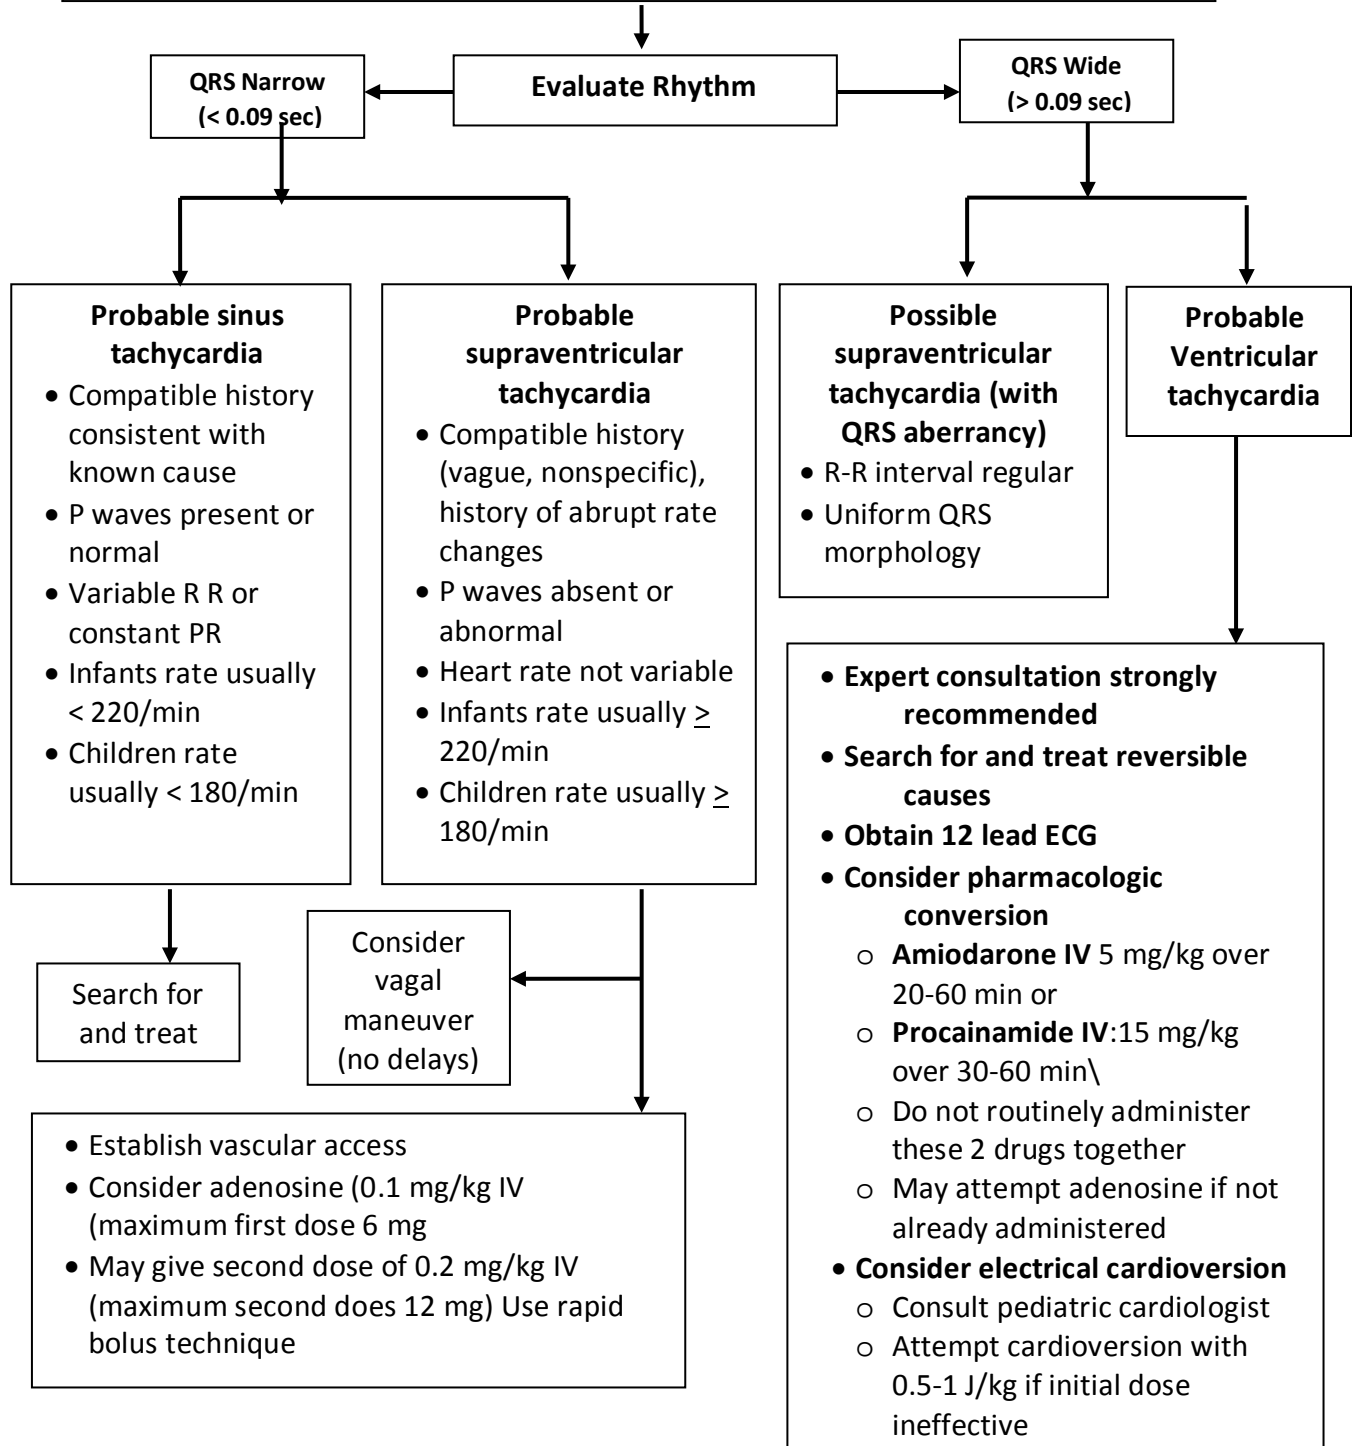 Evaluate Rhythm
QRS Narrow
(< 0.09 sec)
QRS Wide
(> 0.09 sec)
Probable sinus
tachycardia
• Compatible history
consistent with
known cause
• P waves present or
normal
• Variable R R or
constant PR
• Infants rate usually
< 220/min
• Children rate
usually < 180/min
Search for
and treat
Probable
supraventricular
tachycardia
• Compatible history
(vague, nonspecific),
history of abrupt rate
changes
• P waves absent or
abnormal
• Heart rate not variable
• Infants rate usually ≥
220/min
• Children rate usually ≥
180/min
Consider
vagal
maneuver
(no delays)
• Establish vascular access
• Consider adenosine (0.1 mg/kg IV
(maximum first dose 6 mg
• May give second dose of 0.2 mg/kg IV
(maximum second does 12 mg) Use rapid
bolus technique
Possible
supraventricular
tachycardia (with
QRS aberrancy)
• R-R interval regular
• Uniform QRS
morphology
Probable
Ventricular
tachycardia
• Expert consultation strongly
recommended
• Search for and treat reversible
causes
• Obtain 12 lead ECG
• Consider pharmacologic
conversion
o Amiodarone IV 5 mg/kg over
20-60 min or
o Procainamide IV:15 mg/kg
over 30-60 min\
o Do not routinely administer
these 2 drugs together
o May attempt adenosine if not
already administered
• Consider electrical cardioversion
o Consult pediatric cardiologist
o Attempt cardioversion with
0.5-1 J/kg if initial dose
ineffective